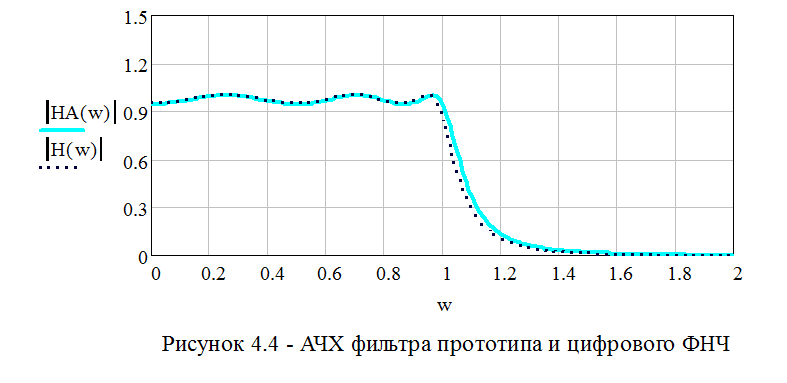 1.5
1.2
|HA(w)|
0.9
|H(w)|
0.6
0.3
0
0 0.2 0.4 0.6 0.8 1 1.2 1.4 1.6 1.8 2
w
Рисунок 4.4 - АЧХ фильтра прототипа и цифрового ФНЧ